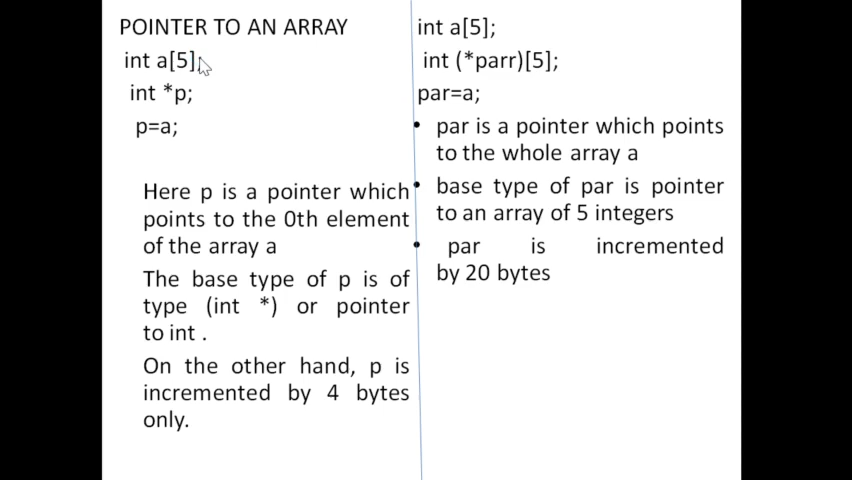 POINTER TO AN ARRAY
int a[5];
int *p;
p=a;
Here p is a pointer which
points to the 0th element
of the array a
The base type of p is of
type (int *) or pointer
to int .
On the other hand, p is
incremented by 4 bytes
only.
int a[5];
int (*parr)[5];
par=a;
• par is a pointer which points
to the whole array a
• base type of par is pointer
to an array of 5 integers
• par is incremented
by 20 bytes